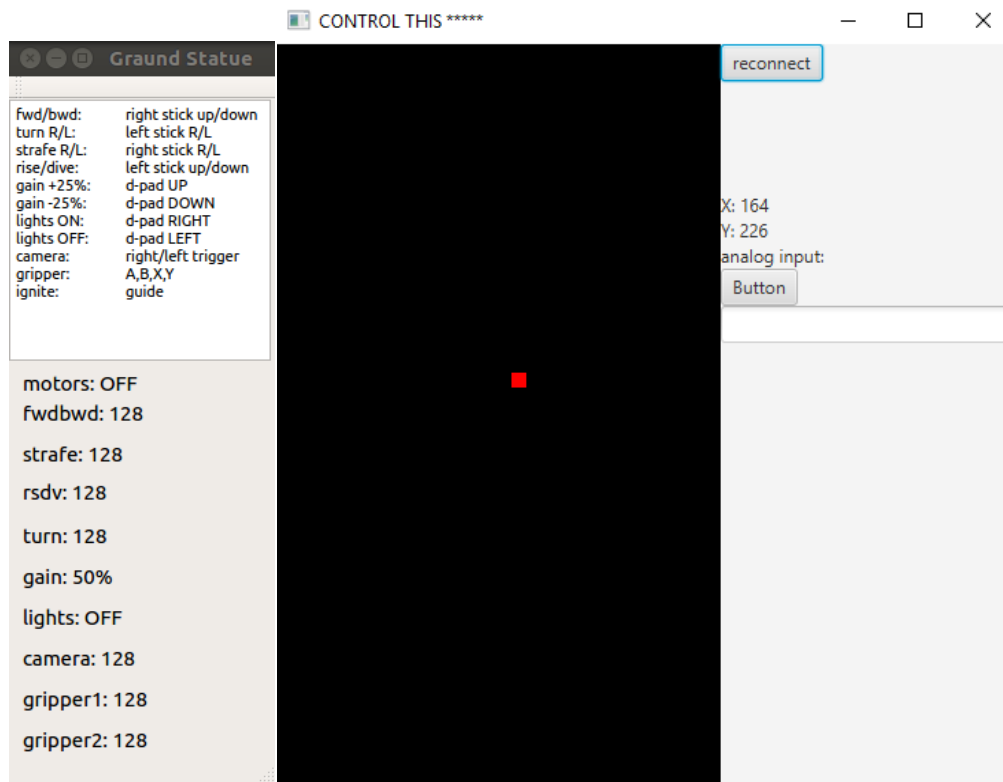 CONTROL THIS *****
Graund Statue
fwd/bwd: right stick up/down
turn R/L: left stick R/L
strafe R/L: right stick R/L
rise/dive: left stick up/down
gain +25%: d-pad UP
gain -25%: d-pad DOWN
lights ON: d-pad RIGHT
lights OFF: d-pad LEFT
camera: right/left trigger
gripper: A,B,X,Y
ignite: guide
motors: OFF
fwdbwd: 128
strafe: 128
rsdv: 128
turn: 128
gain: 50%
lights: OFF
camera: 128
gripper1: 128
gripper2: 128
reconnect
X: 164
Y: 226
analog input:
Button